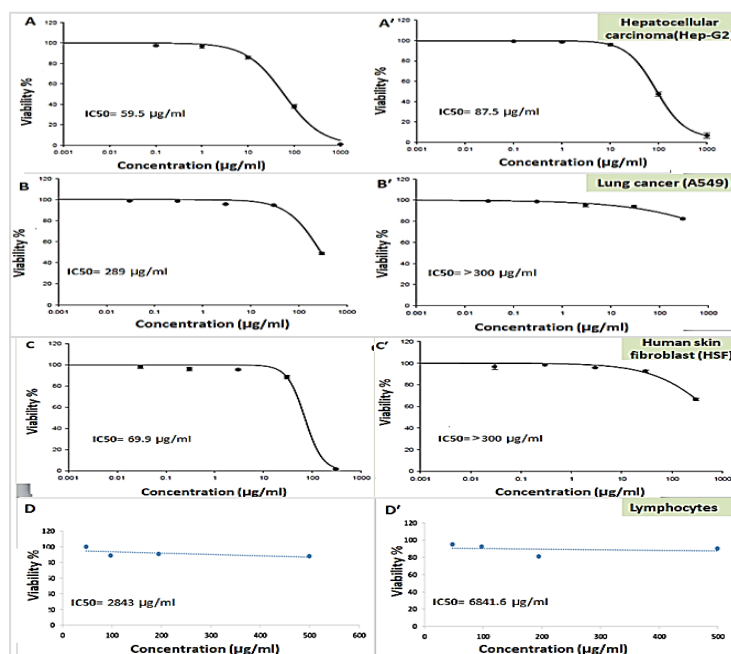 A
Viability %
120
100
80
60
40
20
0
IC50= 59.5 µg/ml
0.001 0.01 0.1 1 10 100 1000
Concentration (µg/ml)
A′
Hepatocellular
carcinoma(Hep-G2)
Viability %
120
100
80
60
40
20
0
IC50= 87.5 µg/ml
0.001 0.01 0.1 1 10 100 1000
Concentration (µg/ml)
B
Viability %
120
100
80
60
40
20
0
IC50= 289 µg/ml
0.001 0.01 0.1 1 10 100 1000
Concentration (µg/ml)
B′
Lung cancer (A549)
Viability %
120
100
80
60
40
20
0
IC50= >300 µg/ml
0.001 0.01 0.1 1 10 100 1000
Concentration (µg/ml)
C
Viability %
120
100
80
60
40
20
0
IC50= 69.9 µg/ml
0.001 0.01 0.1 1 10 100 1000
Concentration (µg/ml)
C′
Human skin
fibroblast (HSF)
Viability %
120
100
80
60
40
20
0
IC50=>300 µg/ml
0.001 0.01 0.1 1 10 100 1000
Concentration (µg/ml)
D
Viability %
120
100
80
60
40
20
0
IC50= 2843 µg/ml
0 100 200 300 400 500 600
Concentration (µg/ml)
D′
Lymphocytes
Viability %
120
100
80
60
40
20
0
IC50= 6841.6 µg/ml
0 100 200 300 400 500
Concentration (µg/ml)